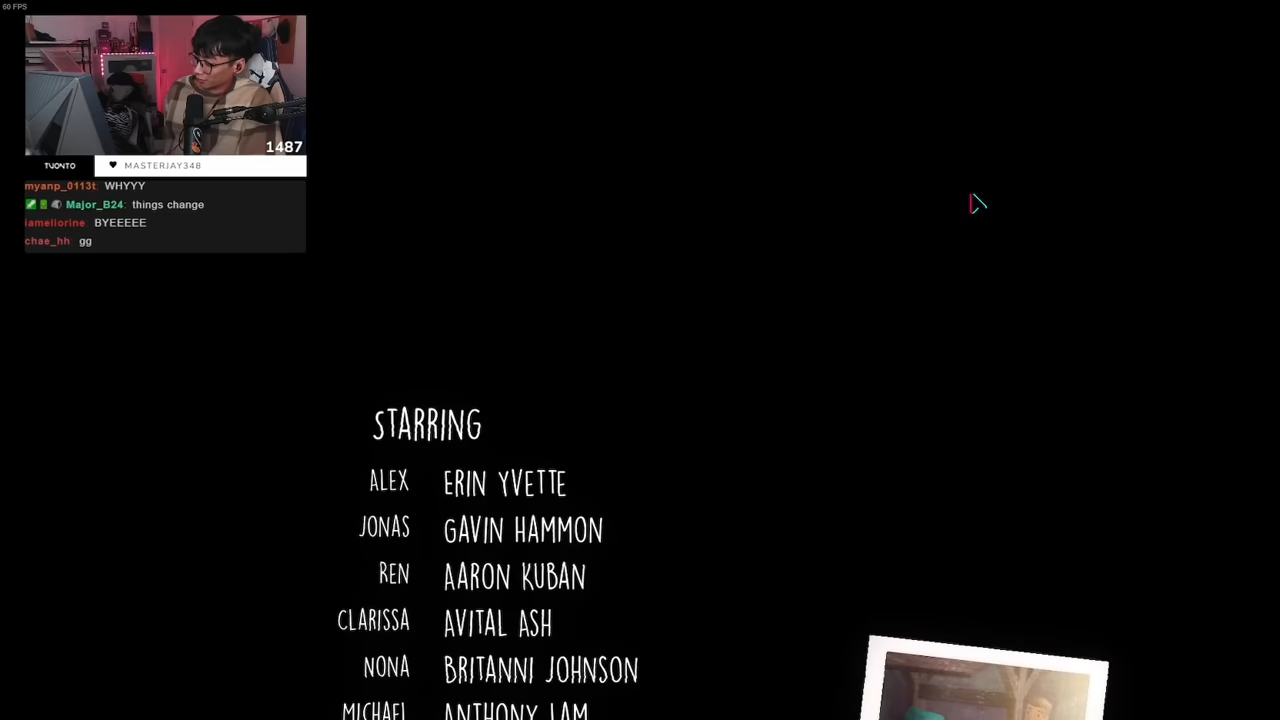 60 FPS
1487
TUONTO
MASTERJAY348
myanp_0113t: WHYYY
Major_B24: things change
iameliorine: BYEEEEE
chae_hh: gg
STARRING
ALEX ERIN YVETTE
JONAS GAVIN HAMMON
REN AARON KUBAN
CLARISSA AVITAL ASH
NONA BRITANNI JOHNSON
MICHAEL ANTHONY LAM